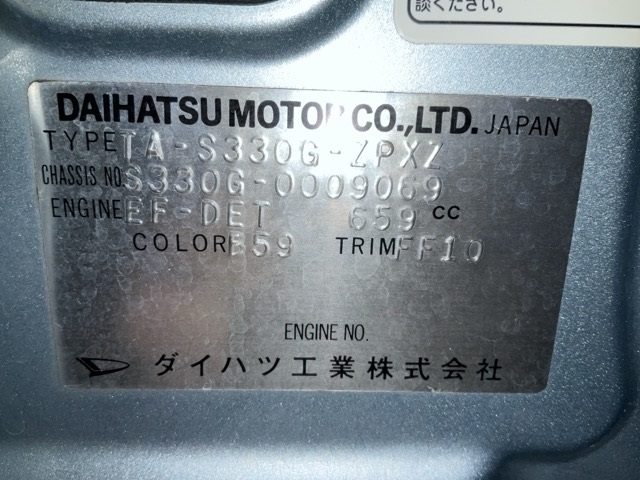 談ください。
DAIHATSU MOTOR CO.,LTD. JAPAN
TYPE TA-S330G-ZPXZ
CHASSIS NO. S330G-0009069
ENGINE EF-DET 659 CC
COLOR B59 TRIM FF10
ENGINE NO.
ダイハツ工業株式会社